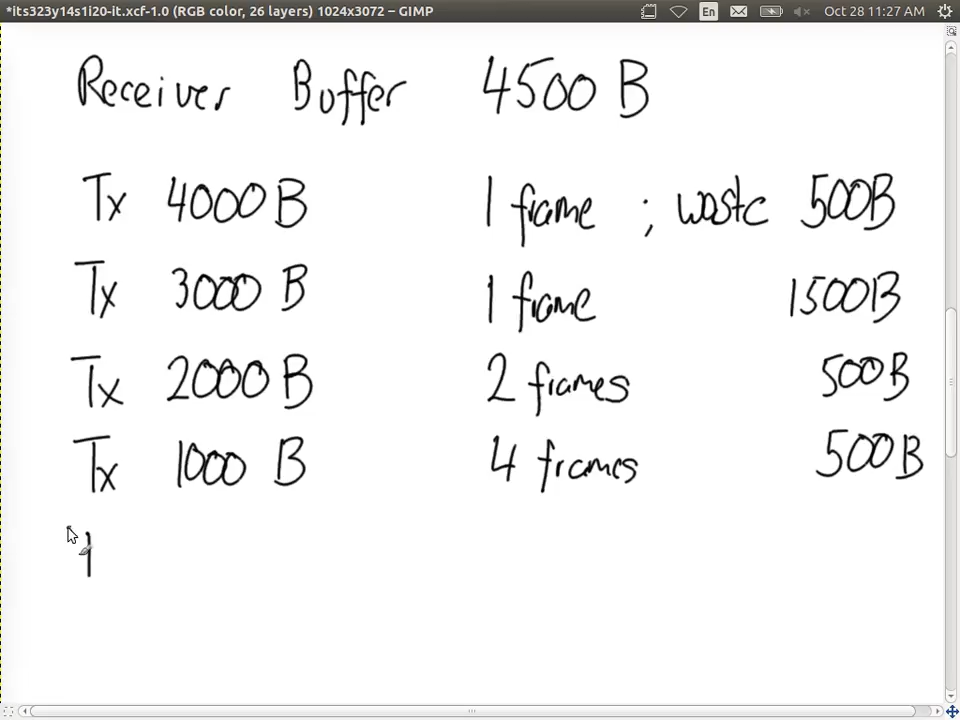 *its323y14s1i20-it.xcf-1.0 (RGB color, 26 layers) 1024x3072 – GIMP En Oct 28 11:27 AM
Receiver Buffer 4500 B
Tx 4000 B 1 frame ; waste 500B
Tx 3000 B 1 frame 1500B
Tx 2000 B 2 frames 500B
Tx 1000 B 4 frames 500B